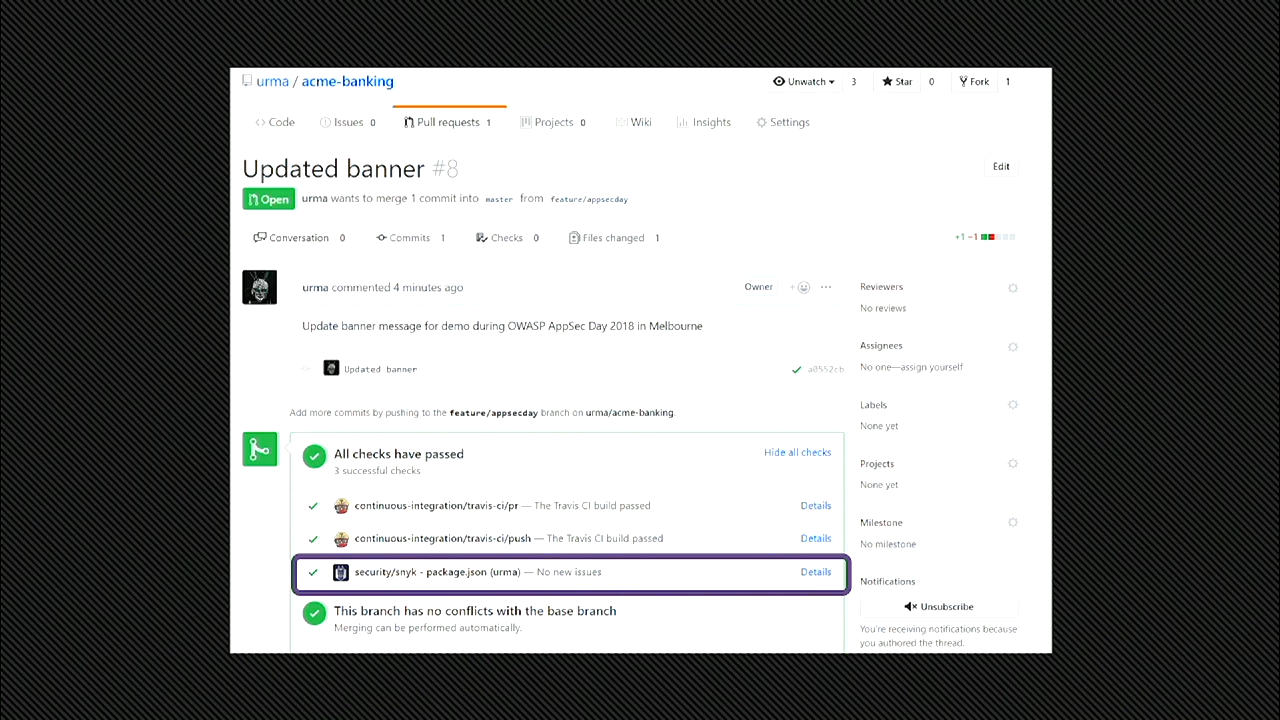 urma / acme-banking
Unwatch 3 Star 0 Fork 1
Code Issues 0 Pull requests 1 Projects 0 Wiki Insights Settings
Updated banner #8
Edit
Open urma wants to merge 1 commit into master from feature/appsecday
Conversation 0 Commits 1 Checks 0 Files changed 1
+1 −1
urma commented 4 minutes ago
Owner
Update banner message for demo during OWASP AppSec Day 2018 in Melbourne
Updated banner
a0552cb
Add more commits by pushing to the feature/appsecday branch on urma/acme-banking.
All checks have passed
Hide all checks
3 successful checks
continuous-integration/travis-ci/pr — The Travis CI build passed Details
continuous-integration/travis-ci/push — The Travis CI build passed Details
security/snyk - package.json (urma) — No new issues Details
This branch has no conflicts with the base branch
Merging can be performed automatically.
Reviewers
No reviews
Assignees
No one—assign yourself
Labels
None yet
Projects
None yet
Milestone
No milestone
Notifications
Unsubscribe
You're receiving notifications because
you authored the thread.